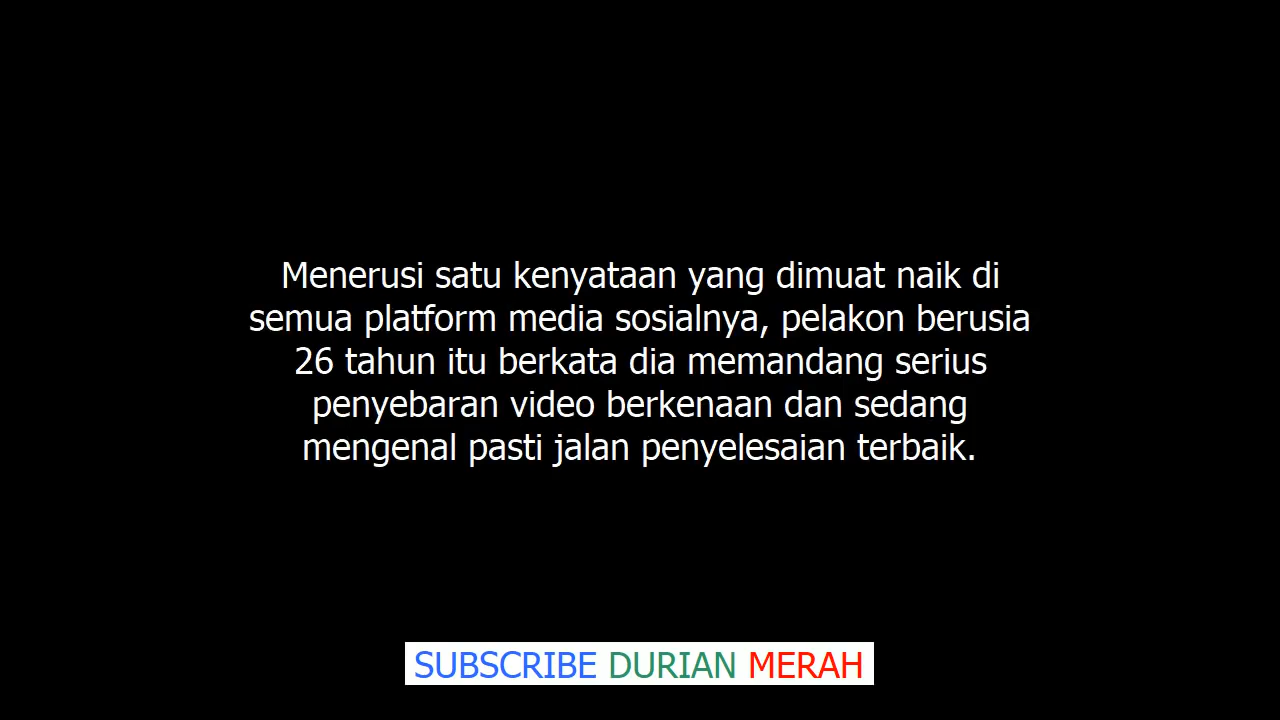 Menerusi satu kenyataan yang dimuat naik di
semua platform media sosialnya, pelakon berusia
26 tahun itu berkata dia memandang serius
penyebaran video berkenaan dan sedang
mengenal pasti jalan penyelesaian terbaik.
SUBSCRIBE DURIAN MERAH